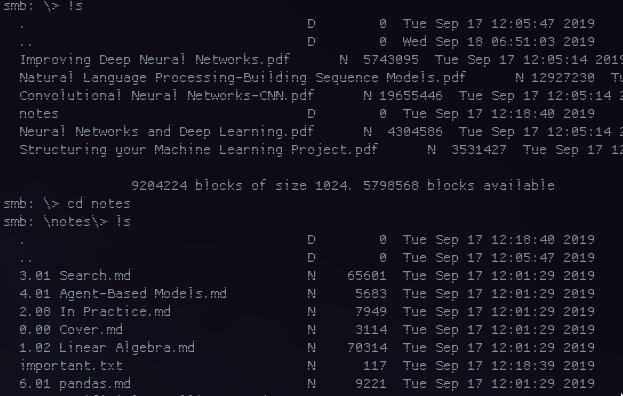 smb: \> ls
. D 0 Tue Sep 17 12:05:47 2019
.. D 0 Wed Sep 18 06:51:03 2019
Improving Deep Neural Networks.pdf N 5743095 Tue Sep 17 12:05:14 2019
Natural Language Processing-Building Sequence Models.pdf N 12927230 Tu
Convolutional Neural Networks-CNN.pdf N 19655446 Tue Sep 17 12:05:14 2
notes D 0 Tue Sep 17 12:18:40 2019
Neural Networks and Deep Learning.pdf N 4304586 Tue Sep 17 12:05:14 2
Structuring your Machine Learning Project.pdf N 3531427 Tue Sep 17 12
9204224 blocks of size 1024. 5798568 blocks available
smb: \> cd notes
smb: \notes\> ls
. D 0 Tue Sep 17 12:18:40 2019
.. D 0 Tue Sep 17 12:05:47 2019
3.01 Search.md N 65601 Tue Sep 17 12:01:29 2019
4.01 Agent-Based Models.md N 5683 Tue Sep 17 12:01:29 2019
2.08 In Practice.md N 7949 Tue Sep 17 12:01:29 2019
0.00 Cover.md N 3114 Tue Sep 17 12:01:29 2019
1.02 Linear Algebra.md N 70314 Tue Sep 17 12:01:29 2019
important.txt N 117 Tue Sep 17 12:18:39 2019
6.01 pandas.md N 9221 Tue Sep 17 12:01:29 2019